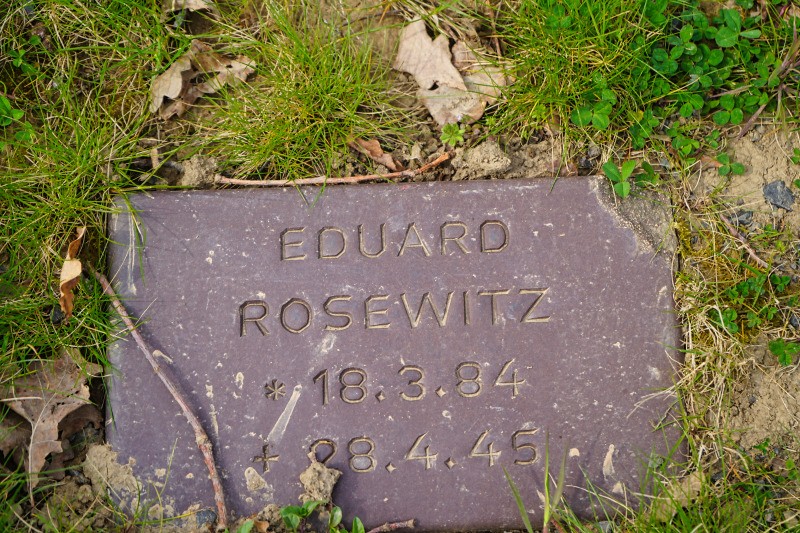 EDUARD
ROSEWITZ
* 18.3.84
+ 28.4.45